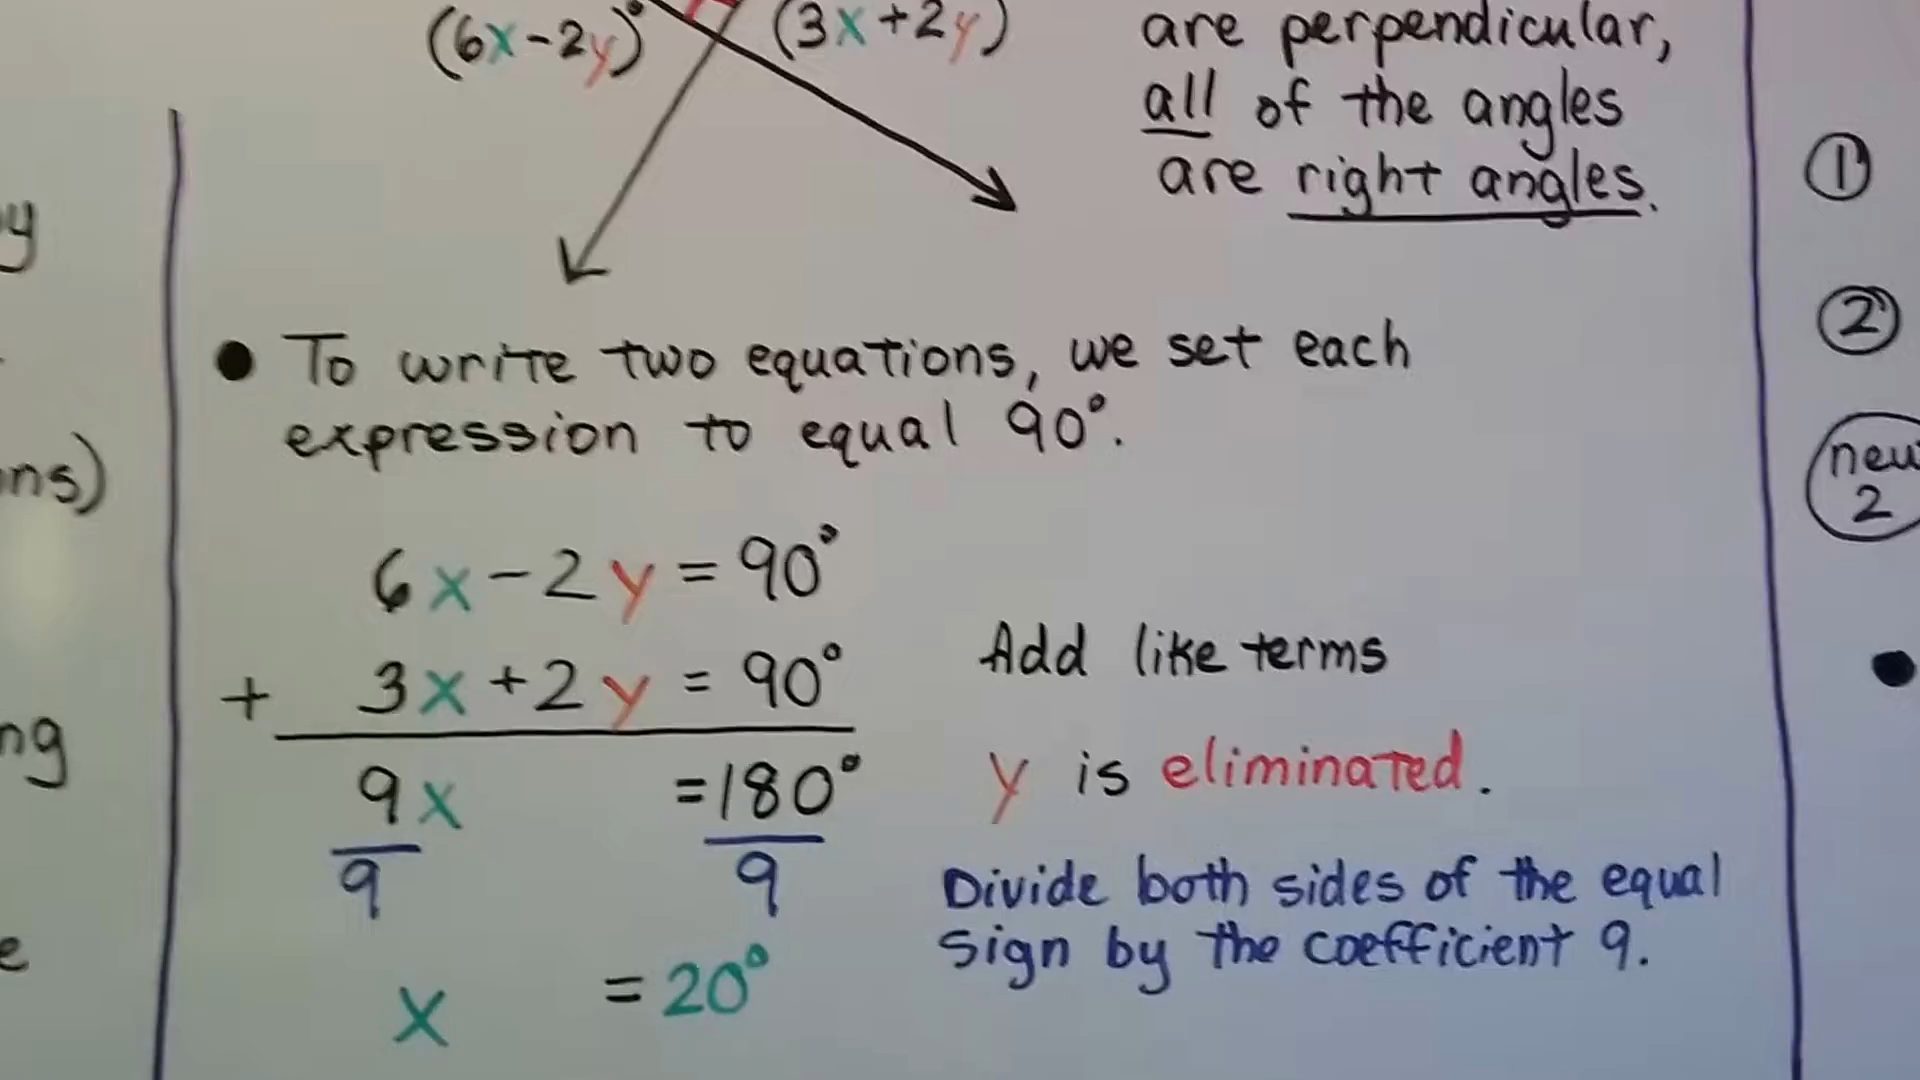 (6x-2y)° (3x+2y)
are perpendicular,
all of the angles
are right angles.
• To write two equations, we set each
expression to equal 90°.
6x-2y=90°
+ 3x+2y=90°
Add like terms
9x =180°
9 9
y is eliminated.
Divide both sides of the equal
sign by the coefficient 9.
x =20°
y
ns)
ng
e
1
2
new
2